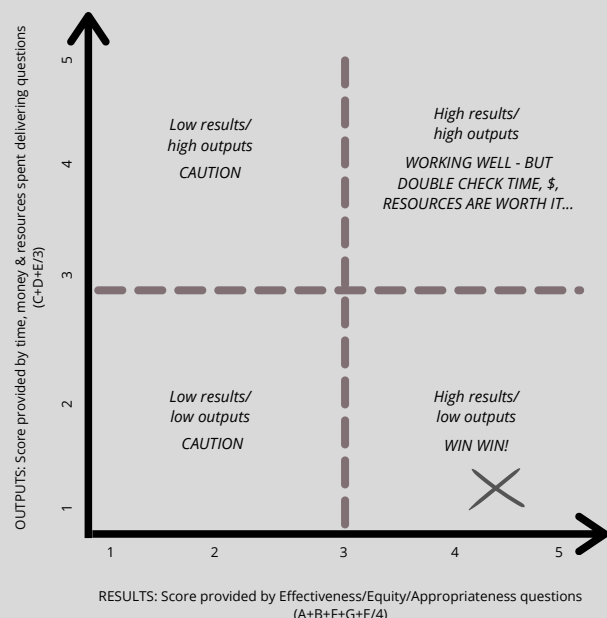 OUTPUTS: Score provided by time, money & resources spent delivering questions
(C+D+E/3)
5
4
3
2
1
Low results/
high outputs
CAUTION
High results/
high outputs
WORKING WELL - BUT
DOUBLE CHECK TIME, $,
RESOURCES ARE WORTH IT...
Low results/
low outputs
CAUTION
High results/
low outputs
WIN WIN!
1
2
3
4
5
RESULTS: Score provided by Effectiveness/Equity/Appropriateness questions
(A+B+F+G+F/4)